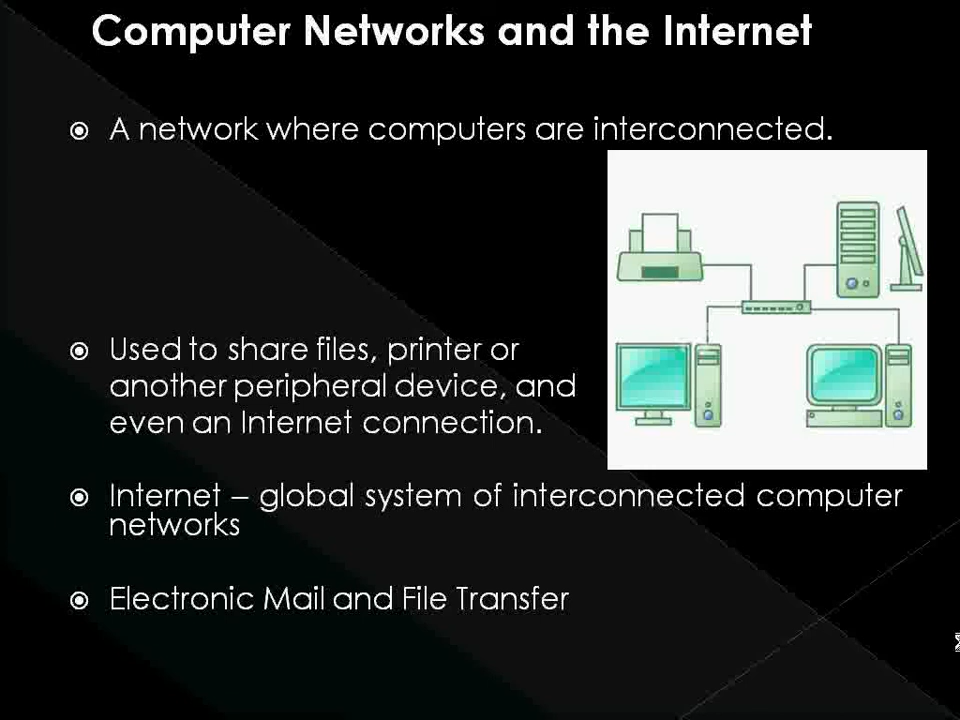 Computer Networks and the Internet
A network where computers are interconnected.
Used to share files, printer or
another peripheral device, and
even an Internet connection.
Internet – global system of interconnected computer
networks
Electronic Mail and File Transfer